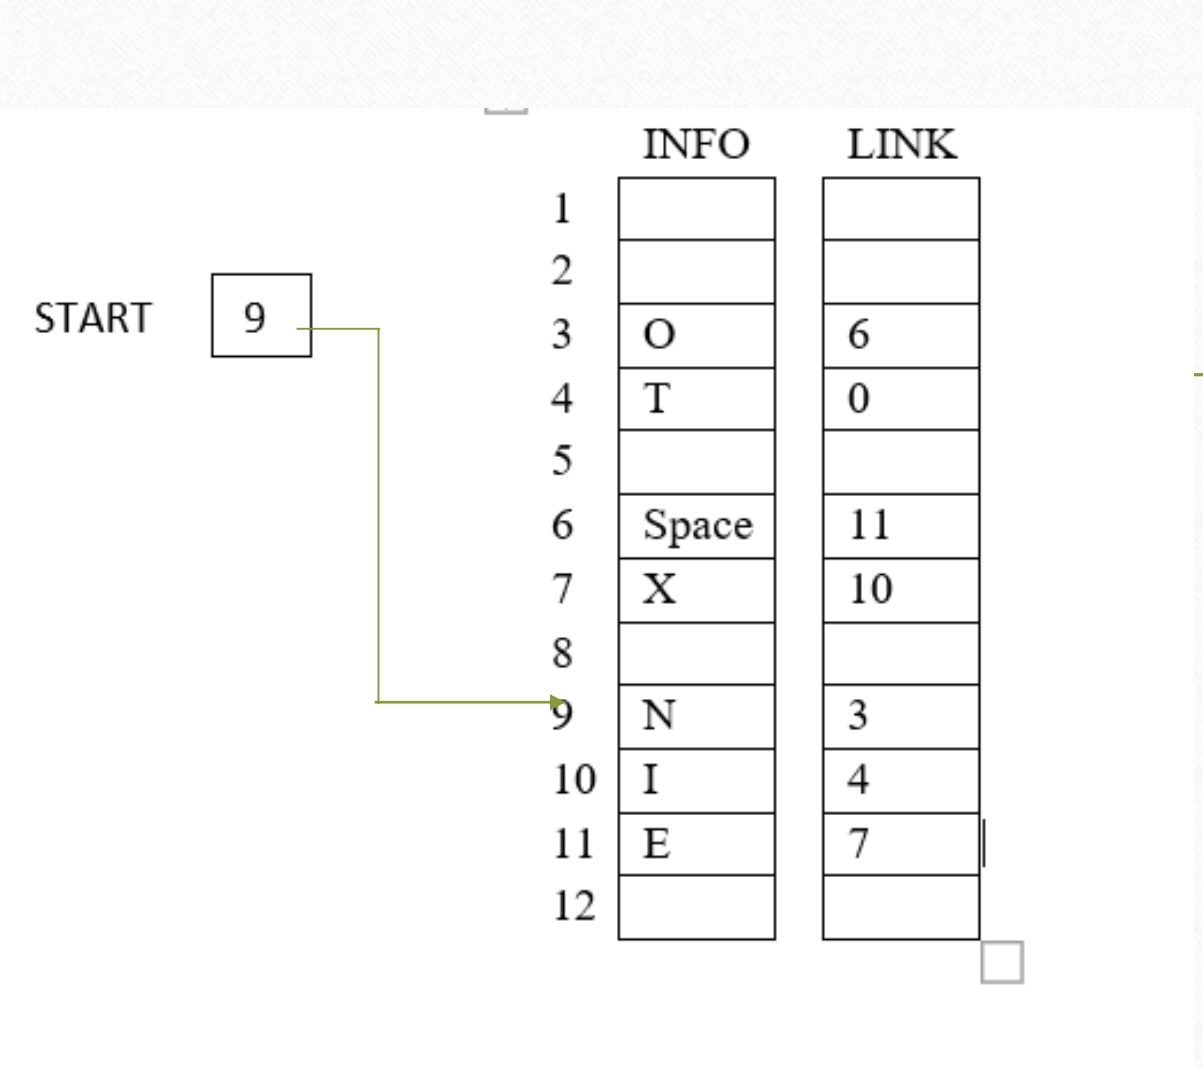 INFO LINK
1
2
START 9
3 O 6
4 T 0
5
6 Space 11
7 X 10
8
9 N 3
10 I 4
11 E 7
12